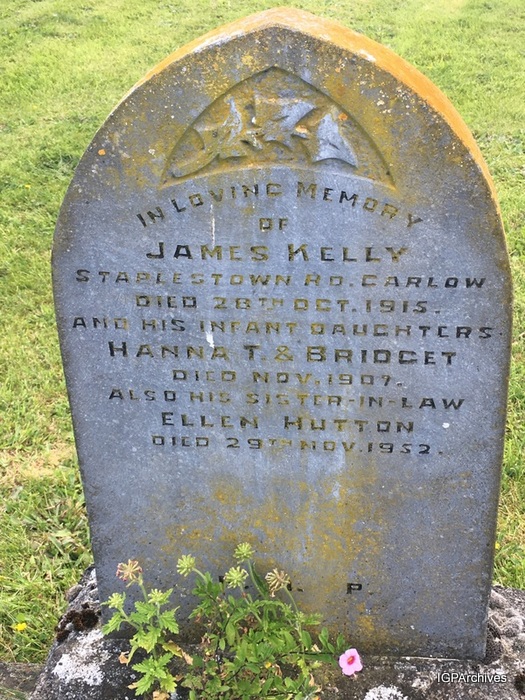 IN LOVING MEMORY
OF
JAMES KELLY
STAPLESTOWN RD. CARLOW
DIED 28TH OCT. 1915.
AND HIS INFANT DAUGHTERS
HANNA T. & BRIDGET
DIED NOV. 1907.
ALSO HIS SISTER-IN-LAW
ELLEN HUTTON
DIED 29TH NOV. 1952.
P.
IGPArchives